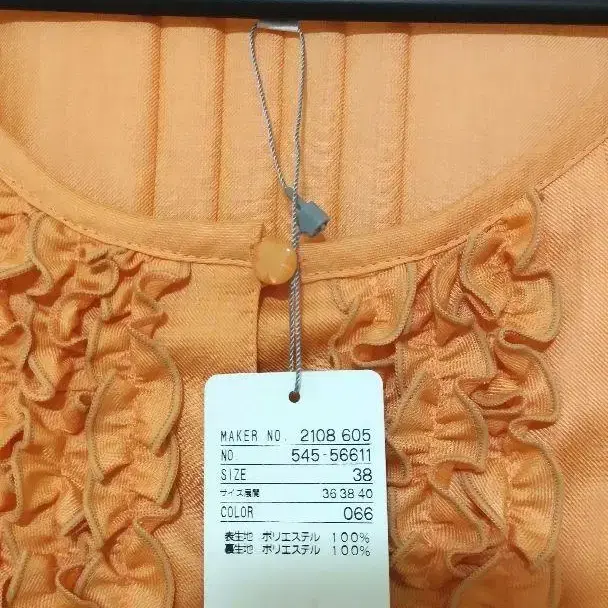 MAKER NO. 2108 605
NO 545-56611
SIZE 38
サイズ展開 36 38 40
COLOR 066
表生地 ポリエステル 100%
裏生地 ポリエステル 100%